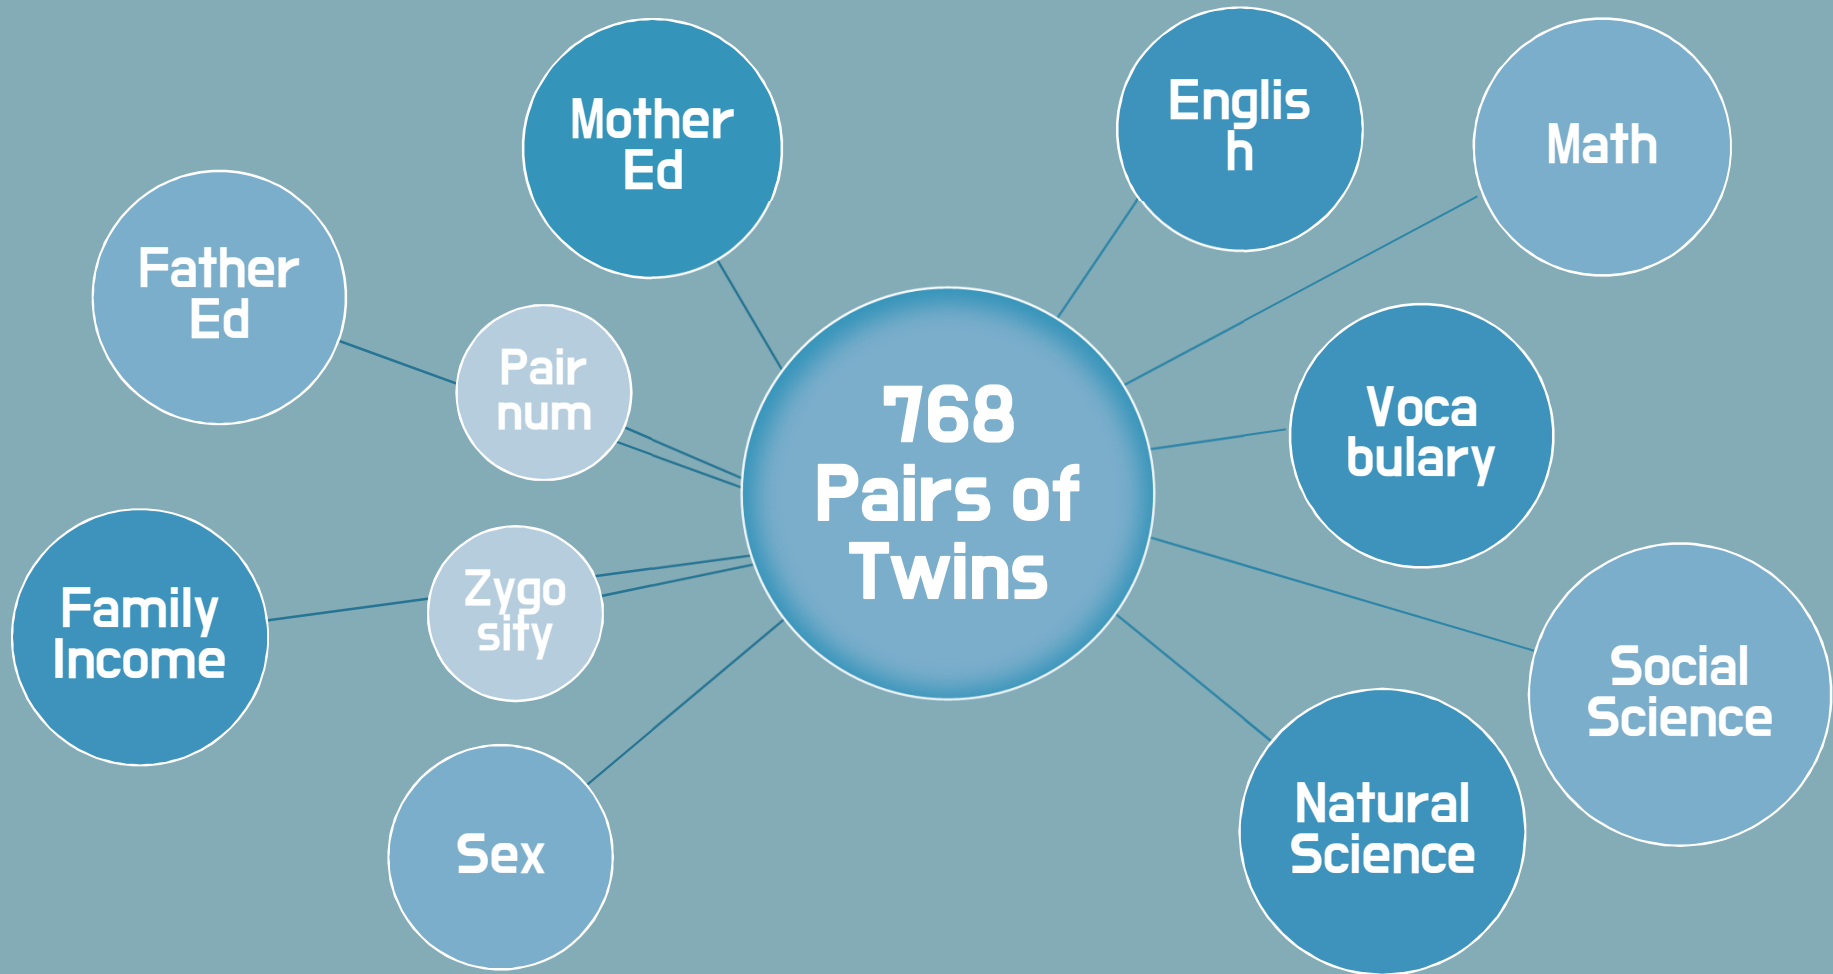 Mother
Ed
Englis
h
Math
Father
Ed
Pair
num
768
Pairs of
Twins
Voca
bulary
Family
Income
Zygo
sity
Social
Science
Sex
Natural
Science